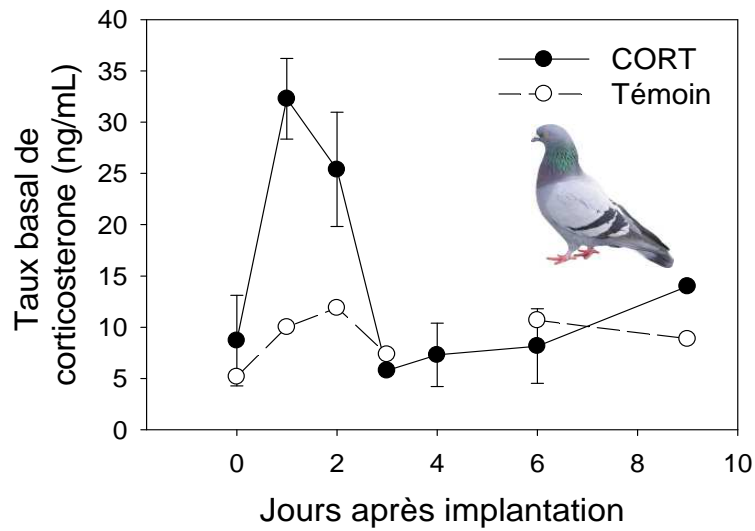 40
35
30
25
20
15
10
5
0
Taux basal de
corticosterone (ng/mL)
CORT
Témoin
0 2 4 6 8 10
Jours après implantation